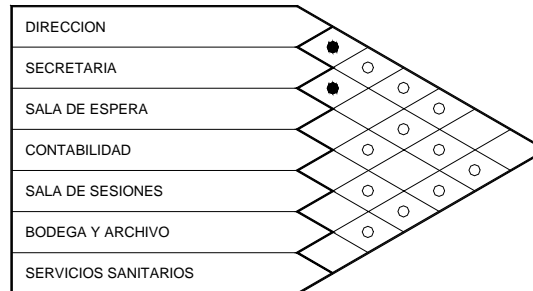 DIRECCION
SECRETARIA
SALA DE ESPERA
CONTABILIDAD
SALA DE SESIONES
BODEGA Y ARCHIVO
SERVICIOS SANITARIOS